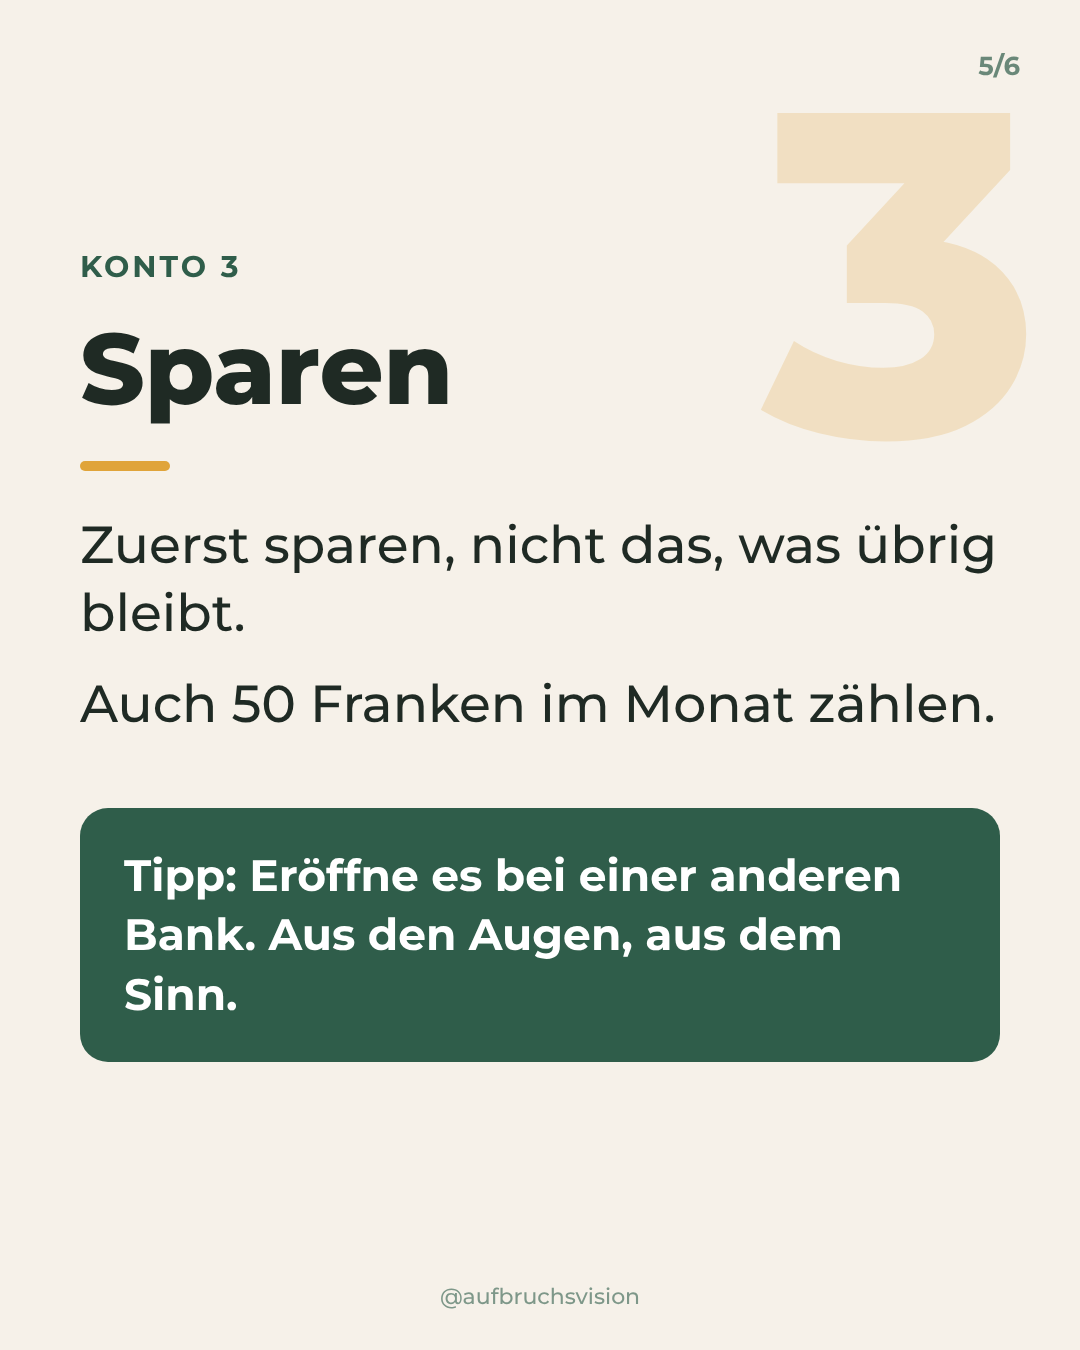 5/6
3
KONTO 3
Sparen
Zuerst sparen, nicht das, was übrig
bleibt.
Auch 50 Franken im Monat zählen.
Tipp: Eröffne es bei einer anderen
Bank. Aus den Augen, aus dem
Sinn.
@aufbruchsvision